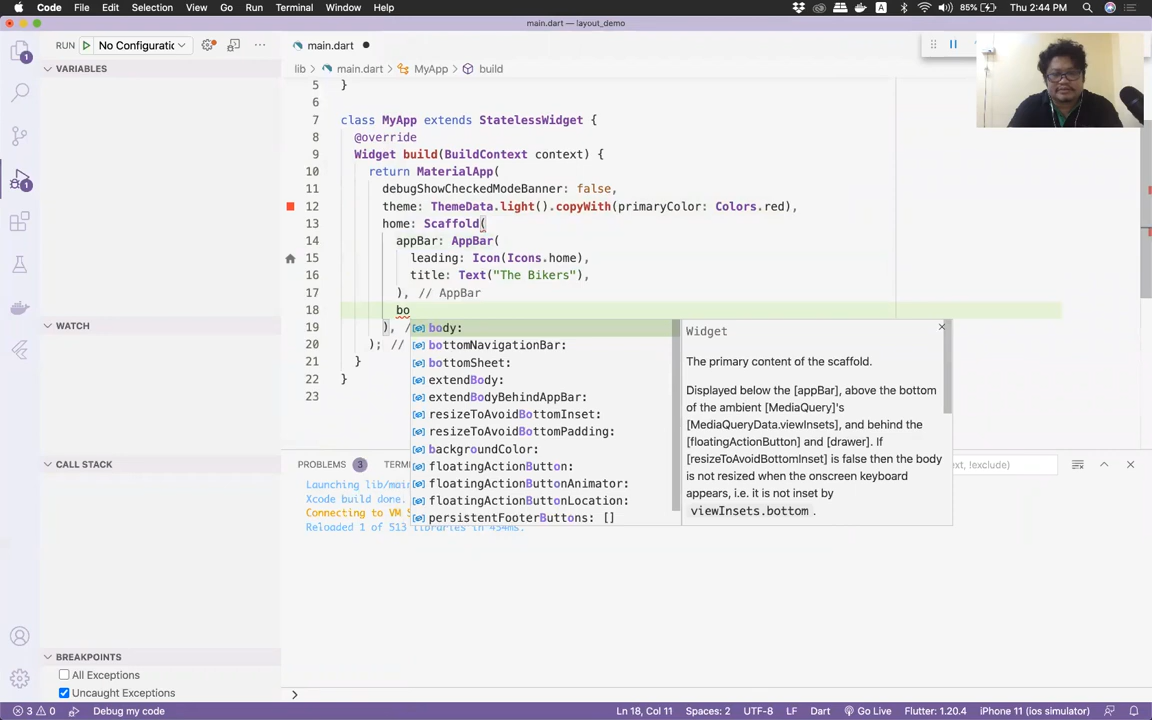 Code File Edit Selection View Go Run Terminal Window Help 85% Thu 2:44 PM
main.dart — layout_demo
RUN No Configuratic main.dart
VARIABLES
lib > main.dart > MyApp > build
5 }
6
7 class MyApp extends StatelessWidget {
8 @override
9 Widget build(BuildContext context) {
10 return MaterialApp(
11 debugShowCheckedModeBanner: false,
12 theme: ThemeData.light().copyWith(primaryColor: Colors.red),
13 home: Scaffold(
14 appBar: AppBar(
15 leading: Icon(Icons.home),
16 title: Text("The Bikers"),
17 ), // AppBar
18 bo
19 ), /
20 ); //
21 }
22 }
23
body:
bottomNavigationBar:
bottomSheet:
extendBody:
extendBodyBehindAppBar:
resizeToAvoidBottomInset:
resizeToAvoidBottomPadding:
backgroundColor:
floatingActionButton:
floatingActionButtonAnimator:
floatingActionButtonLocation:
persistentFooterButtons: []
Widget
The primary content of the scaffold.
Displayed below the [appBar], above the bottom
of the ambient [MediaQuery]'s
[MediaQueryData.viewInsets], and behind the
[floatingActionButton] and [drawer]. If
[resizeToAvoidBottomInset] is false then the body
is not resized when the onscreen keyboard
appears, i.e. it is not inset by
viewInsets.bottom .
WATCH
CALL STACK
PROBLEMS 3 TERM ext, !exclude)
Launching lib/mai
Xcode build done.
Connecting to VM S
Reloaded 1 of 513 libraries in 454ms.
BREAKPOINTS
All Exceptions
Uncaught Exceptions
3 0 Debug my code Ln 18, Col 11 Spaces: 2 UTF-8 LF Dart Go Live Flutter: 1.20.4 iPhone 11 (ios simulator)